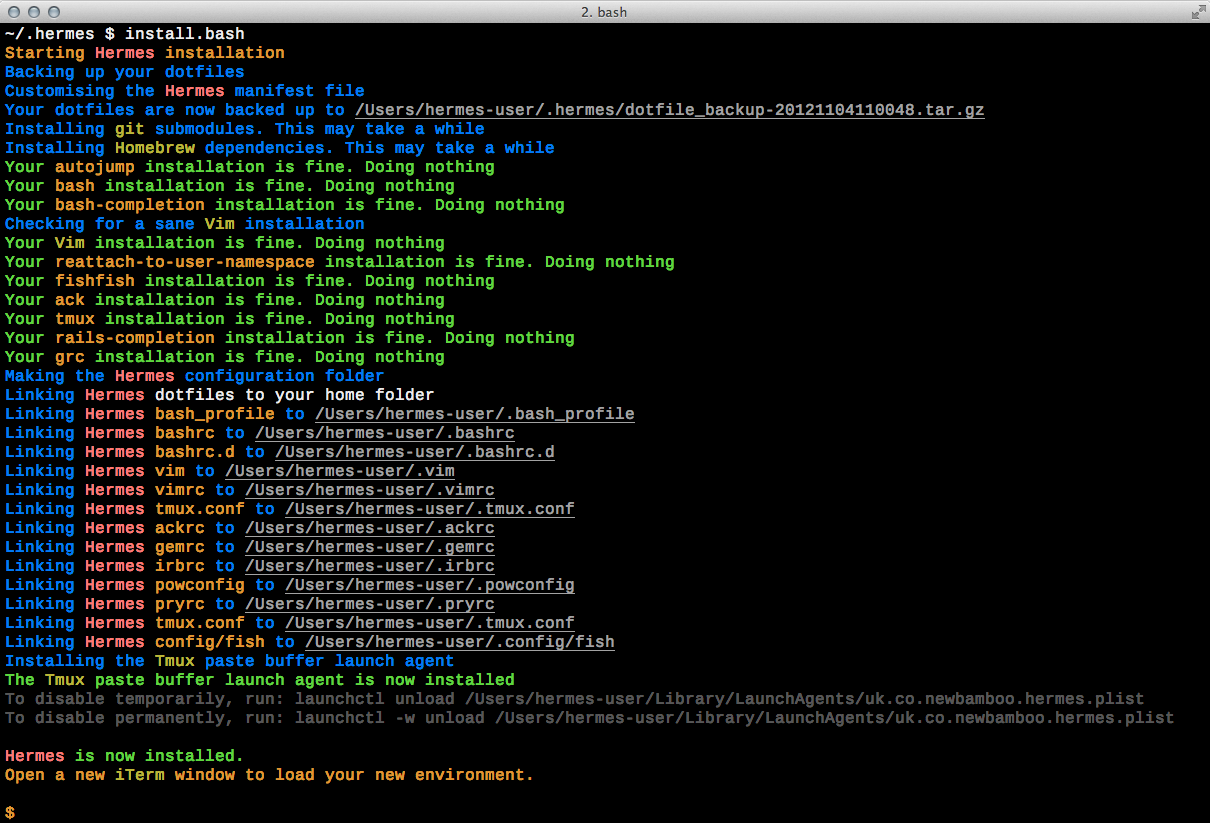 2. bash
~/.hermes $ install.bash
Starting Hermes installation
Backing up your dotfiles
Customising the Hermes manifest file
Your dotfiles are now backed up to /Users/hermes-user/.hermes/dotfile_backup-20121104110048.tar.gz
Installing git submodules. This may take a while
Installing Homebrew dependencies. This may take a while
Your autojump installation is fine. Doing nothing
Your bash installation is fine. Doing nothing
Your bash-completion installation is fine. Doing nothing
Checking for a sane Vim installation
Your Vim installation is fine. Doing nothing
Your reattach-to-user-namespace installation is fine. Doing nothing
Your fishfish installation is fine. Doing nothing
Your ack installation is fine. Doing nothing
Your tmux installation is fine. Doing nothing
Your rails-completion installation is fine. Doing nothing
Your grc installation is fine. Doing nothing
Making the Hermes configuration folder
Linking Hermes dotfiles to your home folder
Linking Hermes bash_profile to /Users/hermes-user/.bash_profile
Linking Hermes bashrc to /Users/hermes-user/.bashrc
Linking Hermes bashrc.d to /Users/hermes-user/.bashrc.d
Linking Hermes vim to /Users/hermes-user/.vim
Linking Hermes vimrc to /Users/hermes-user/.vimrc
Linking Hermes tmux.conf to /Users/hermes-user/.tmux.conf
Linking Hermes ackrc to /Users/hermes-user/.ackrc
Linking Hermes gemrc to /Users/hermes-user/.gemrc
Linking Hermes irbrc to /Users/hermes-user/.irbrc
Linking Hermes powconfig to /Users/hermes-user/.powconfig
Linking Hermes pryrc to /Users/hermes-user/.pryrc
Linking Hermes tmux.conf to /Users/hermes-user/.tmux.conf
Linking Hermes config/fish to /Users/hermes-user/.config/fish
Installing the Tmux paste buffer launch agent
The Tmux paste buffer launch agent is now installed
To disable temporarily, run: launchctl unload /Users/hermes-user/Library/LaunchAgents/uk.co.newbamboo.hermes.plist
To disable permanently, run: launchctl -w unload /Users/hermes-user/Library/LaunchAgents/uk.co.newbamboo.hermes.plist
Hermes is now installed.
Open a new iTerm window to load your new environment.
$